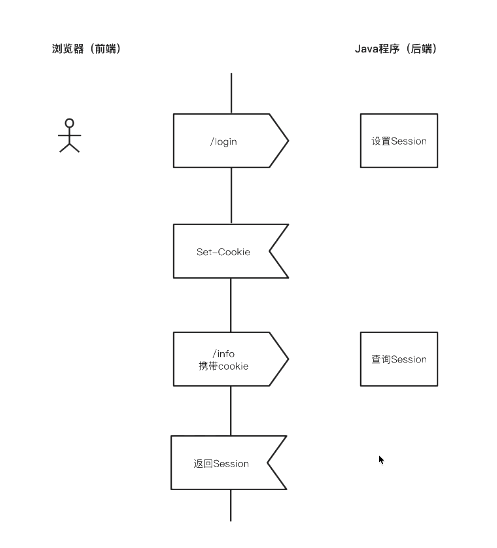 浏览器（前端）
Java程序（后端）
/login
设置Session
Set-Cookie
/info
携带cookie
查询Session
返回Session